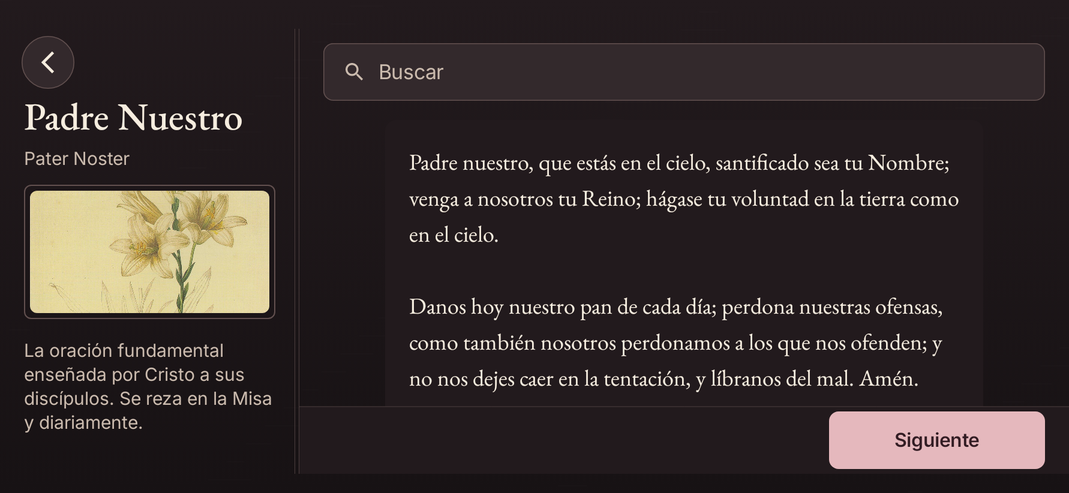 Padre Nuestro
Pater Noster
La oración fundamental
enseñada por Cristo a sus
discípulos. Se reza en la Misa
y diariamente.
Buscar
Padre nuestro, que estás en el cielo, santificado sea tu Nombre;
venga a nosotros tu Reino; hágase tu voluntad en la tierra como
en el cielo.
Danos hoy nuestro pan de cada día; perdona nuestras ofensas,
como también nosotros perdonamos a los que nos ofenden; y
no nos dejes caer en la tentación, y líbranos del mal. Amén.
Siguiente